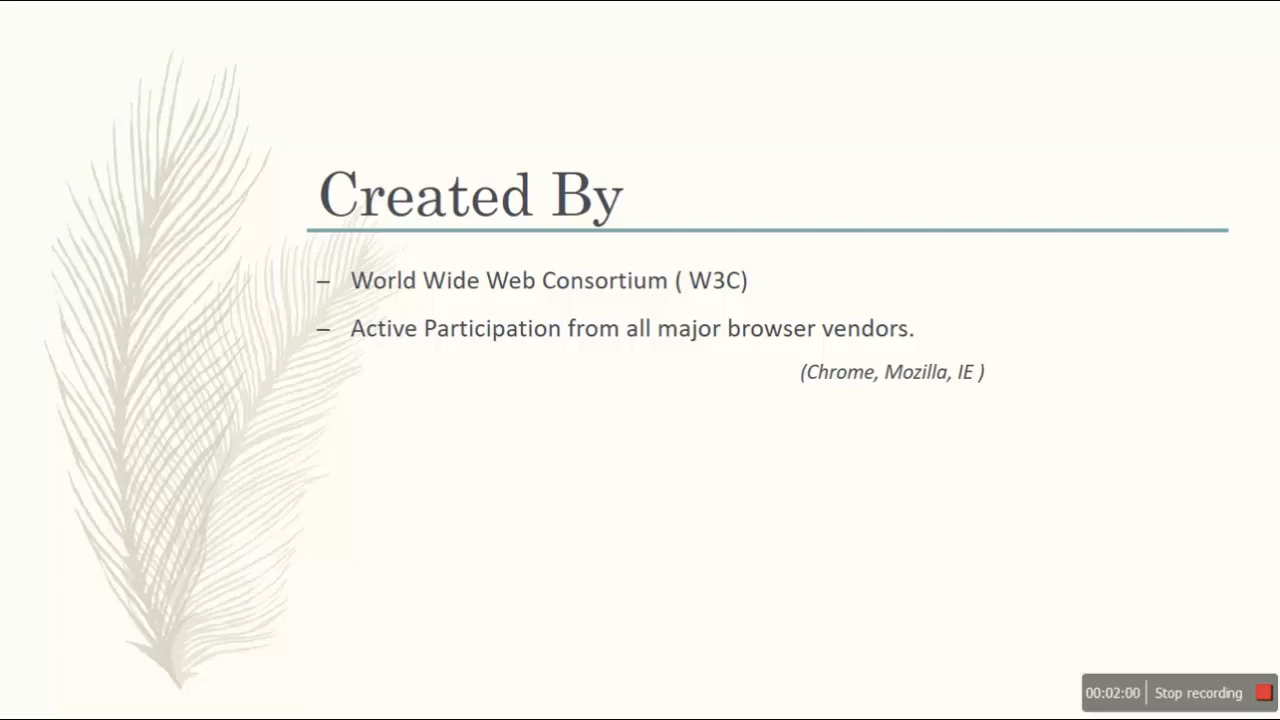 Created By
– World Wide Web Consortium ( W3C)
– Active Participation from all major browser vendors.
(Chrome, Mozilla, IE )
00:02:00 Stop recording